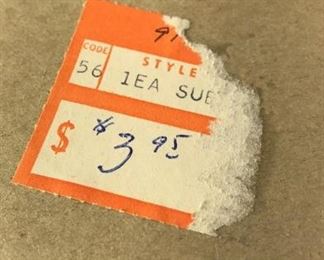 91
CODE STYLE
56 1EA SUE
$ $3.95